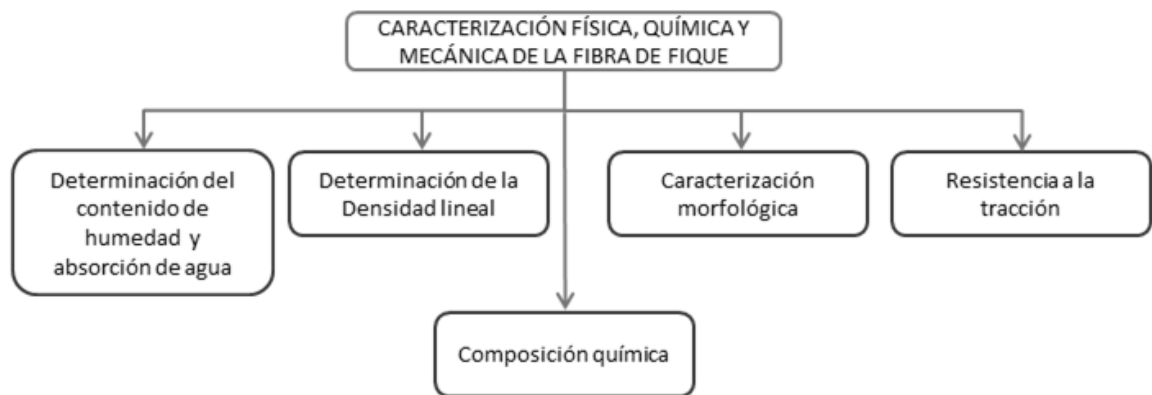 CARACTERIZACIÓN FÍSICA, QUÍMICA Y
MECÁNICA DE LA FIBRA DE FIQUE
Determinación del
contenido de
humedad y
absorción de agua
Determinación de la
Densidad lineal
Caracterización
morfológica
Resistencia a la
tracción
Composición química